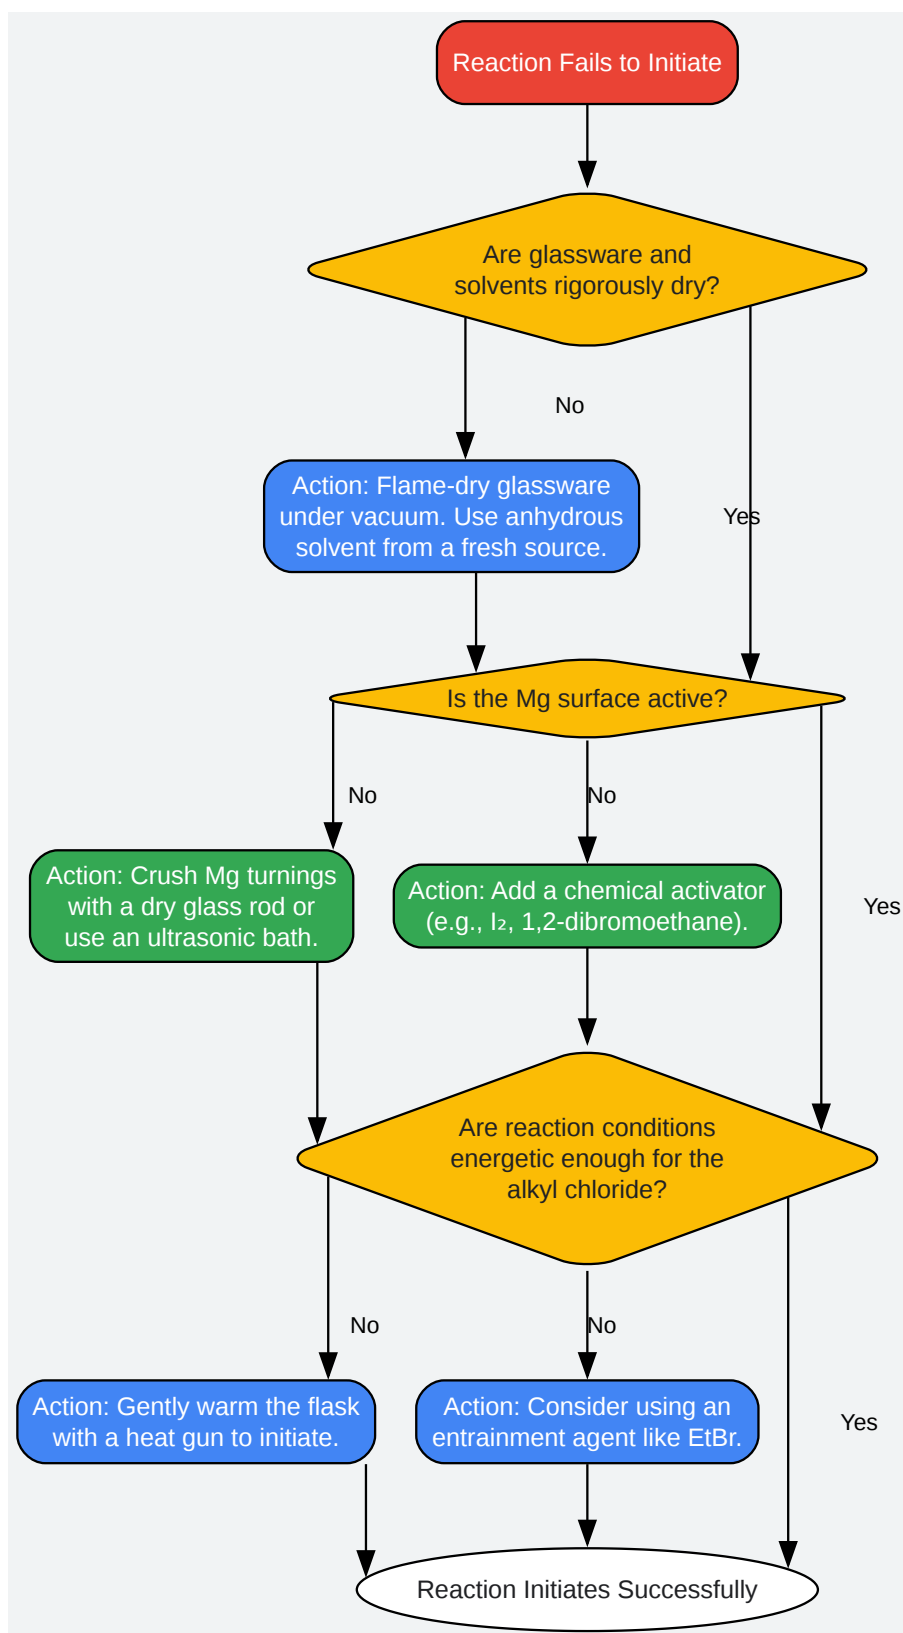 Reaction Fails to Initiate
Are glassware and
solvents rigorously dry?
No
Action: Flame-dry glassware
under vacuum. Use anhydrous
solvent from a fresh source.
Yes
Is the Mg surface active?
No
No
Action: Crush Mg turnings
with a dry glass rod or
use an ultrasonic bath.
Action: Add a chemical activator
(e.g., I₂, 1,2-dibromoethane).
Yes
Are reaction conditions
energetic enough for the
alkyl chloride?
No
No
Action: Gently warm the flask
with a heat gun to initiate.
Action: Consider using an
entrainment agent like EtBr.
Yes
Reaction Initiates Successfully